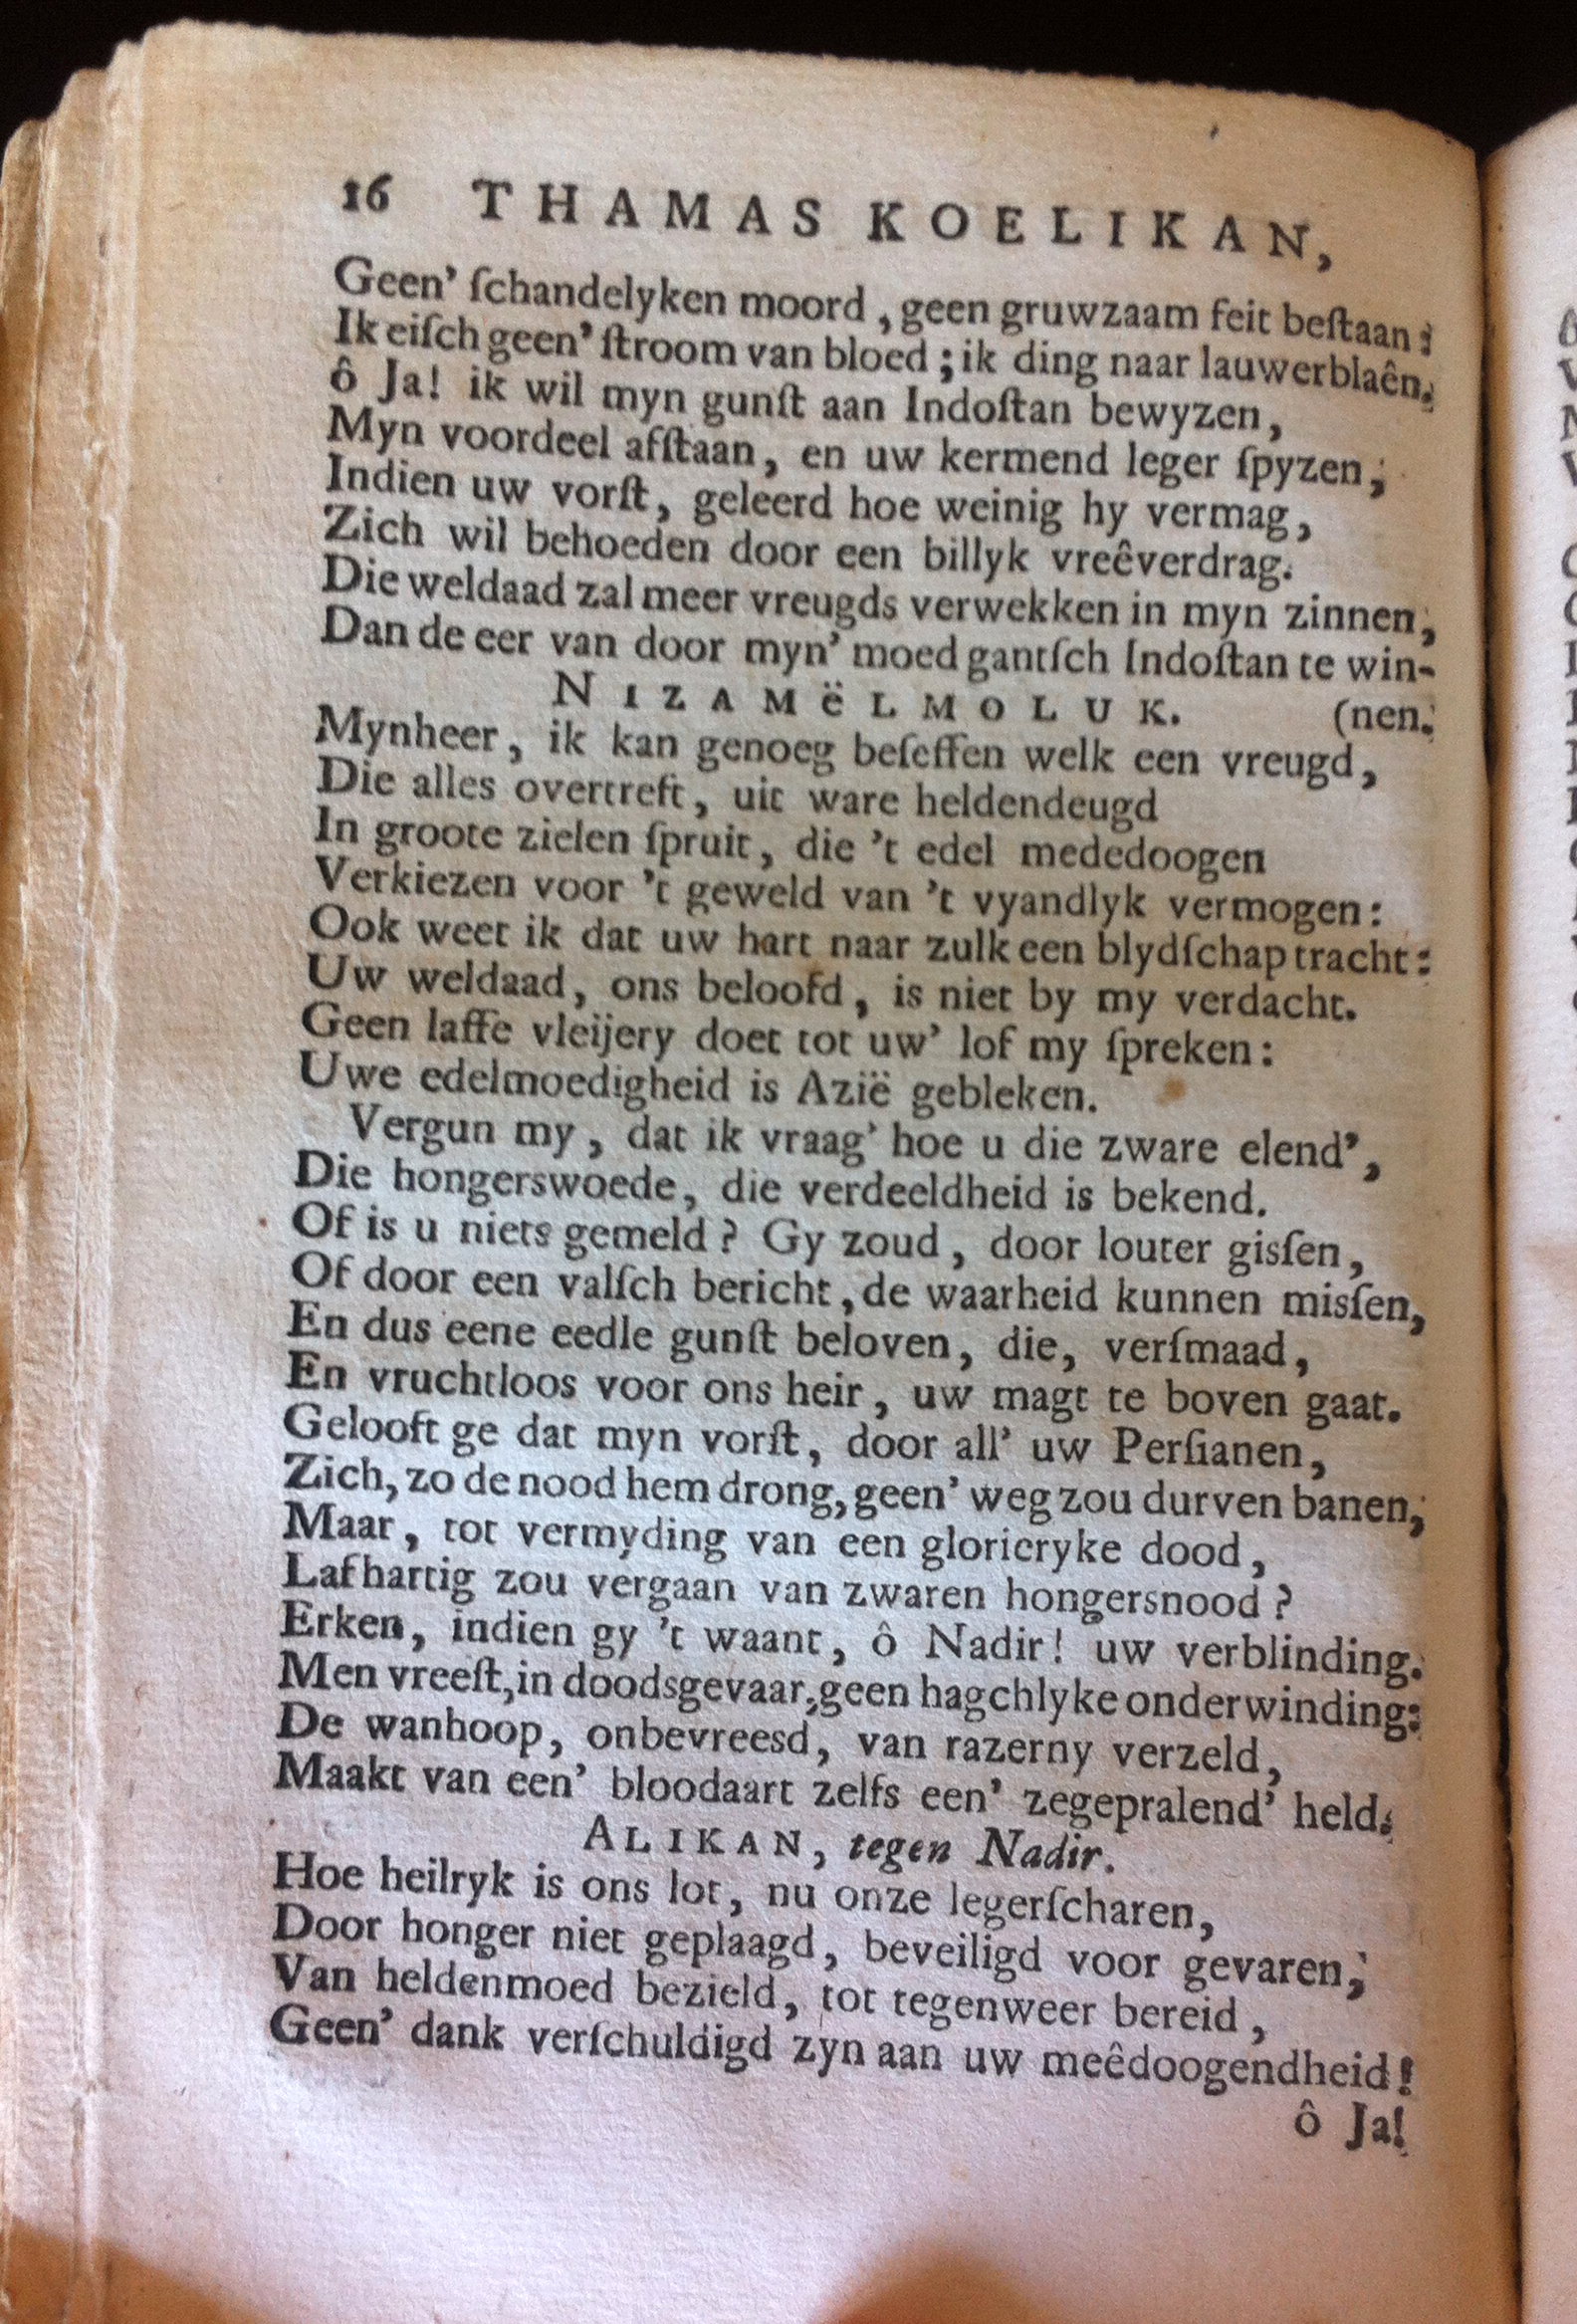 16 THAMAS KOELIKAN,
Geen' ſchandelyken moord, geen gruwzaam feit beſtaan:
Ik eiſch geen' ſtroom van bloed; ik ding naar lauwerblaên.
ô Ja! ik wil myn gunſt aan Indoſtan bewyzen,
Myn voordeel afſtaan, en uw kermend leger ſpyzen,
Indien uw vorſt, geleerd hoe weinig hy vermag,
Zich wil behoeden door een billyk vreêverdrag.
Die weldaad zal meer vreugds verwekken in myn zinnen,
Dan de eer van door myn' moed gantſch Indoſtan te win-
NIZAMëLMOLUK. (nen.
Mynheer, ik kan genoeg beſeffen welk een vreugd,
Die alles overtreft, uit ware heldendeugd
In groote zielen ſpruit, die 't edel mededoogen
Verkiezen voor 't geweld van 't vyandlyk vermogen:
Ook weet ik dat uw hart naar zulk een blydſchap tracht:
Uw weldaad, ons beloofd, is niet by my verdacht.
Geen laffe vleijery doet tot uw' lof my ſpreken:
Uwe edelmoedigheid is Azië gebleken.
Vergun my, dat ik vraag' hoe u die zware elend',
Die hongerswoede, die verdeeldheid is bekend.
Of is u niets gemeld? Gy zoud, door louter gisſen,
Of door een valſch bericht, de waarheid kunnen misſen,
En dus eene eedle gunſt beloven, die, verſmaad,
En vruchtloos voor ons heir, uw magt te boven gaat.
Gelooft ge dat myn vorſt, door all' uw Perſianen,
Zich, zo de nood hem drong, geen' weg zou durven banen,
Maar, tot vermyding van een glorieryke dood,
Lafhartig zou vergaan van zwaren hongersnood?
Erken, indien gy 't waant, ô Nadir! uw verblinding.
Men vreeſt, in doodsgevaar, geen hagchlyke onderwinding:
De wanhoop, onbevreesd, van razerny verzeld,
Maakt van een' bloodaart zelfs een' zegepralend' held.
ALIKAN, tegen Nadir.
Hoe heilryk is ons lot, nu onze legerſcharen,
Door honger niet geplaagd, beveiligd voor gevaren,
Van heldenmoed bezield, tot tegenweer bereid,
Geen' dank verſchuldigd zyn aan uw meêdoogendheid!
ô Ja!